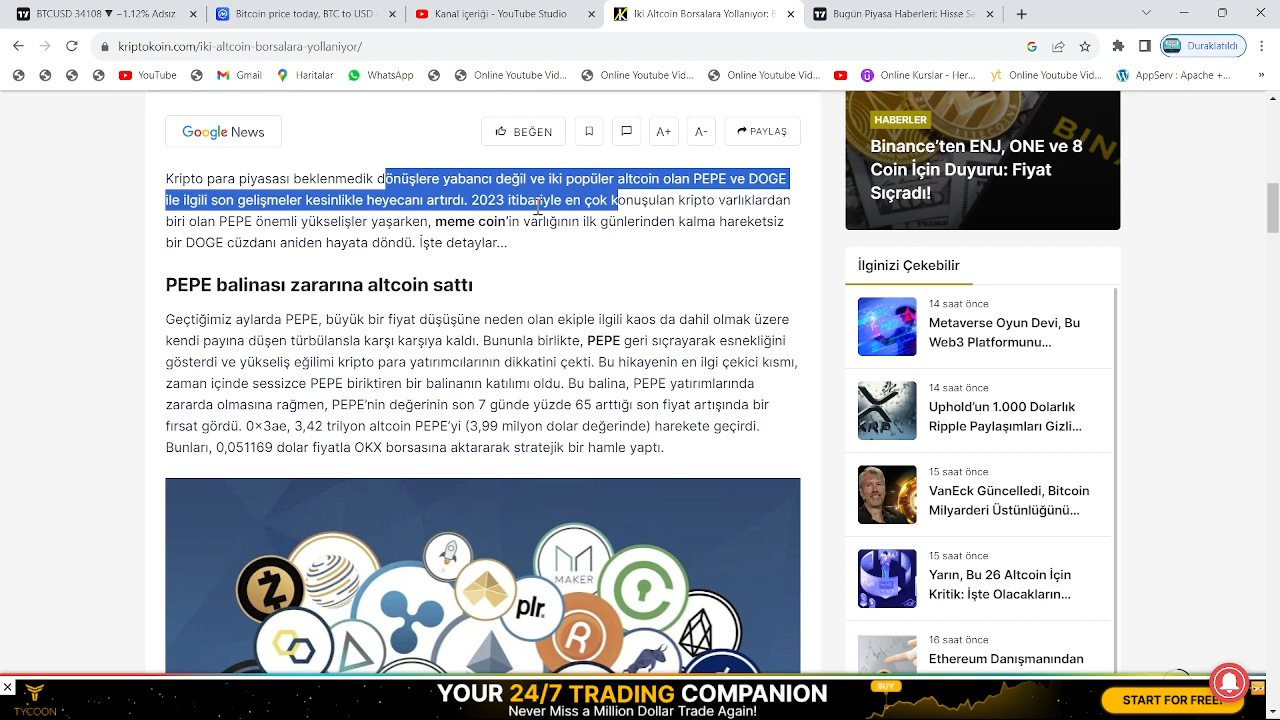 BTCUSD 34108 ▼ −1.12% Abso
Bitcoin price today, BTC to USD
Kanal İçeriği - YouTube
İki Altcoin Borsalara Yollanıyor: B
Bugün Piyasa Haberleri Hisse Se
kriptokoin.com/iki-altcoin-borsalara-yollaniyor/
Duraklatıldı
YouTube
Gmail
Haritalar
WhatsApp
Online Youtube Vid...
Online Youtube Vid...
Online Youtube Vid...
Online Kurslar - Her...
Online Youtube Vid...
AppServ : Apache +...
Google News
BEĞEN
A+
A-
PAYLAŞ
Kripto para piyasası beklenmedik dönüşlere yabancı değil ve iki popüler altcoin olan PEPE ve DOGE
ile ilgili son gelişmeler kesinlikle heyecanı artırdı. 2023 itibariyle en çok konuşulan kripto varlıklardan
biri olan PEPE önemli yükselişler yaşarken, meme coin'in varlığının ilk günlerinden kalma hareketsiz
bir DOGE cüzdanı aniden hayata döndü. İşte detaylar…
PEPE balinası zararına altcoin sattı
Geçtiğimiz aylarda PEPE, büyük bir fiyat düşüşüne neden olan ekiple ilgili kaos da dahil olmak üzere
kendi payına düşen türbülansla karşı karşıya kaldı. Bununla birlikte, PEPE geri sıçrayarak esnekliğini
gösterdi ve yükseliş eğilimi kripto para yatırımcılarının dikkatini çekti. Bu hikayenin en ilgi çekici kısmı,
zaman içinde sessizce PEPE biriktiren bir balinanın katılımı oldu. Bu balina, PEPE yatırımlarında
zararda olmasına rağmen, PEPE'nin değerinin son 7 günde yüzde 65 arttığı son fiyat artışında bir
fırsat gördü. 0×3ae, 3,42 trilyon altcoin PEPE'yi (3,99 milyon dolar değerinde) harekete geçirdi.
Bunları, 0,051169 dolar fiyatla OKX borsasına aktararak stratejik bir hamle yaptı.
MAKER
plr.
HABERLER
Binance'ten ENJ, ONE ve 8
Coin İçin Duyuru: Fiyat
Sıçradı!
İlginizi Çekebilir
14 saat önce
Metaverse Oyun Devi, Bu
Web3 Platformunu…
14 saat önce
Uphold'un 1.000 Dolarlık
Ripple Paylaşımları Gizli…
15 saat önce
VanEck Güncelledi, Bitcoin
Milyarderi Üstünlüğünü…
15 saat önce
Yarın, Bu 26 Altcoin İçin
Kritik: İşte Olacakların…
16 saat önce
Ethereum Danışmanından
TYCOON
YOUR 24/7 TRADING COMPANION
Never Miss a Million Dollar Trade Again!
BUY
START FOR FREE!